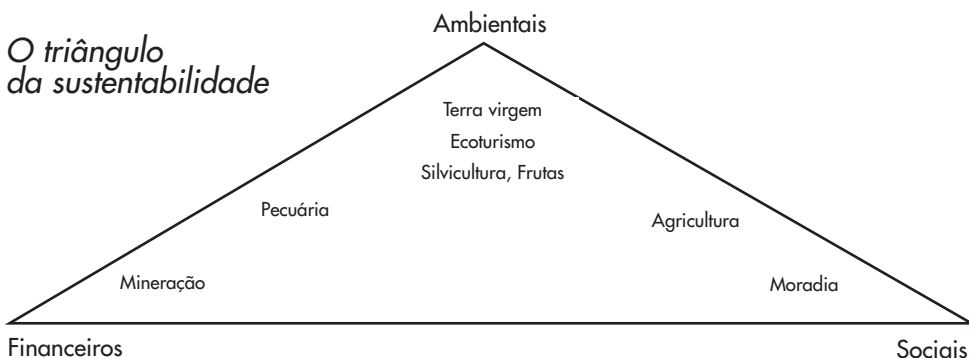 Ambientais
O triângulo
da sustentabilidade
Terra virgem
Ecoturismo
Silvicultura, Frutas
Pecuária
Agricultura
Mineração
Moradia
Financeiros
Sociais